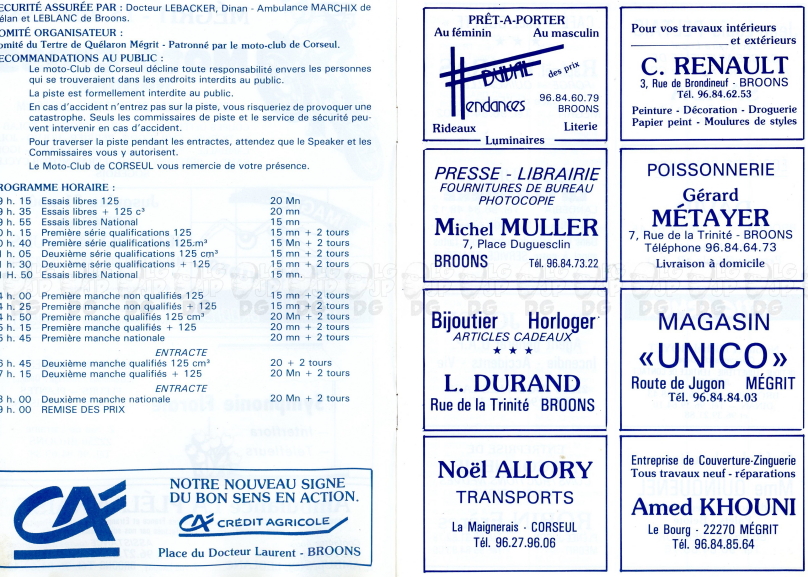 ECURITÉ ASSURÉE PAR : Docteur LEBACKER, Dinan - Ambulance MARCHIX de
élan et LEBLANC de Broons.
OMITÉ ORGANISATEUR :
omité du Tertre de Quélaron Mégrit - Patronné par le moto-club de Corseul.
ECOMMANDATIONS AU PUBLIC :
Le moto-Club de Corseul décline toute responsabilité envers les personnes
qui se trouveraient dans les endroits interdits au public.
La piste est formellement interdite au public.
En cas d'accident n'entrez pas sur la piste, vous risqueriez de provoquer une
catastrophe. Seuls les commissaires de piste et le service de sécurité peu-
vent intervenir en cas d'accident.
Pour traverser la piste pendant les entractes, attendez que le Speaker et les
Commissaires vous y autorisent.
Le Moto-Club de CORSEUL vous remercie de votre présence.
ROGRAMME HORAIRE :
9 h. 15 Essais libres 125 20 Mn
9 h. 35 Essais libres + 125 c³ 20 mn
9 h. 55 Essais libres National 15 mn
0 h. 15 Première série qualifications 125 15 mn + 2 tours
0 h. 40 Première série qualifications 125.m³ 15 Mn + 2 tours
1 h. 05 Deuxième série qualifications 125 cm³ 15 mn + 2 tours
1 h. 30 Deuxième série qualifications + 125 15 mn + 2 tours
1 H. 50 Essais libres National 15 mn.
4 h. 00 Première manche non qualifiés 125 15 mn + 2 tours
4 h. 25 Première manche non qualifiés + 125 15 mn + 2 tours
4 h. 50 Première manche qualifiés 125 cm³ 20 Mn + 2 tours
5 h. 15 Première manche qualifiés + 125 20 mn + 2 tours
5 h. 45 Première manche nationale 20 mn + 2 tours
ENTRACTE
6 h. 45 Deuxième manche qualifiés 125 cm³ 20 + 2 tours
7 h. 15 Deuxième manche qualifiés + 125 20 Mn + 2 tours
ENTRACTE
8 h. 00 Deuxième manche nationale 20 Mn + 2 tours
9 h. 00 REMISE DES PRIX
NOTRE NOUVEAU SIGNE
DU BON SENS EN ACTION.
CA CRÉDIT AGRICOLE
Place du Docteur Laurent - BROONS
PRÊT-A-PORTER
Au féminin Au masculin
DUVAL
Hendances
des prix
96.84.60.79
BROONS
Rideaux Literie
Luminaires
Pour vos travaux intérieurs
et extérieurs
C. RENAULT
3, Rue de Brondineuf - BROONS
Tél. 96.84.62.53
Peinture - Décoration - Droguerie
Papier peint - Moulures de styles
PRESSE - LIBRAIRIE
FOURNITURES DE BUREAU
PHOTOCOPIE
Michel MULLER
7, Place Duguesclin
BROONS Tél. 96.84.73.22
POISSONNERIE
Gérard
MÉTAYER
7, Rue de la Trinité - BROONS
Téléphone 96.84.64.73
Livraison à domicile
Bijoutier Horloger
ARTICLES CADEAUX
★ ★ ★
L. DURAND
Rue de la Trinité BROONS
MAGASIN
«UNICO»
Route de Jugon MÉGRIT
Tél. 96.84.84.03
Noël ALLORY
TRANSPORTS
La Maignerais - CORSEUL
Tél. 96.27.96.06
Entreprise de Couverture-Zinguerie
Tous travaux neuf - réparations
Amed KHOUNI
Le Bourg - 22270 MÉGRIT
Tél. 96.84.85.64